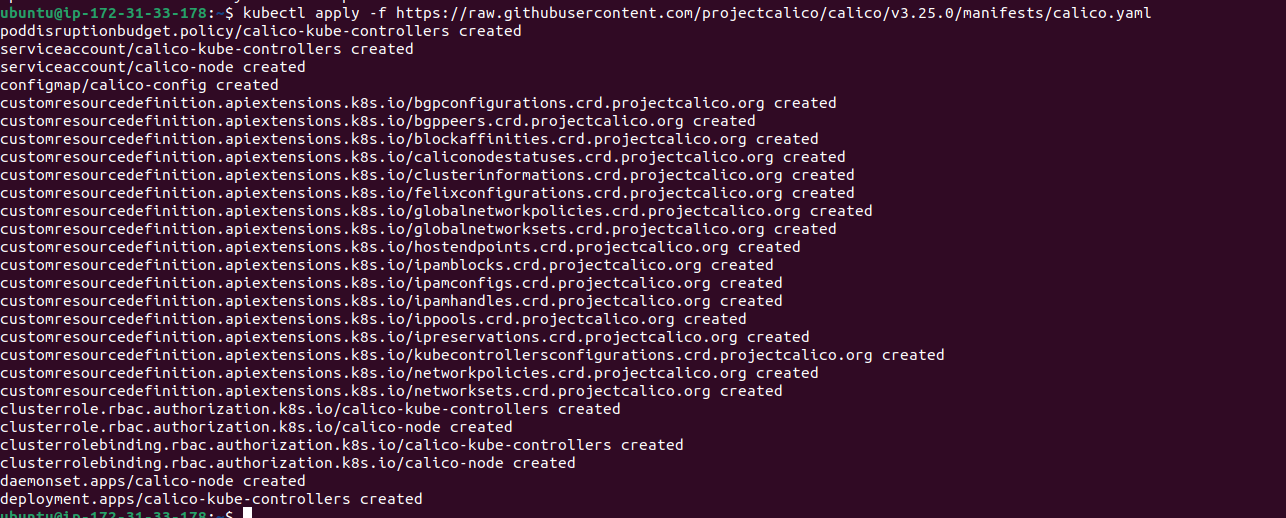 ubuntu@ip-172-31-33-178:~$ kubectl apply -f https://raw.githubusercontent.com/projectcalico/calico/v3.25.0/manifests/calico.yaml
poddisruptionbudget.policy/calico-kube-controllers created
serviceaccount/calico-kube-controllers created
serviceaccount/calico-node created
configmap/calico-config created
customresourcedefinition.apiextensions.k8s.io/bgpconfigurations.crd.projectcalico.org created
customresourcedefinition.apiextensions.k8s.io/bgppeers.crd.projectcalico.org created
customresourcedefinition.apiextensions.k8s.io/blockaffinities.crd.projectcalico.org created
customresourcedefinition.apiextensions.k8s.io/caliconodestatuses.crd.projectcalico.org created
customresourcedefinition.apiextensions.k8s.io/clusterinformations.crd.projectcalico.org created
customresourcedefinition.apiextensions.k8s.io/felixconfigurations.crd.projectcalico.org created
customresourcedefinition.apiextensions.k8s.io/globalnetworkpolicies.crd.projectcalico.org created
customresourcedefinition.apiextensions.k8s.io/globalnetworksets.crd.projectcalico.org created
customresourcedefinition.apiextensions.k8s.io/hostendpoints.crd.projectcalico.org created
customresourcedefinition.apiextensions.k8s.io/ipamblocks.crd.projectcalico.org created
customresourcedefinition.apiextensions.k8s.io/ipamconfigs.crd.projectcalico.org created
customresourcedefinition.apiextensions.k8s.io/ipamhandles.crd.projectcalico.org created
customresourcedefinition.apiextensions.k8s.io/ippools.crd.projectcalico.org created
customresourcedefinition.apiextensions.k8s.io/ipreservations.crd.projectcalico.org created
customresourcedefinition.apiextensions.k8s.io/kubecontrollersconfigurations.crd.projectcalico.org created
customresourcedefinition.apiextensions.k8s.io/networkpolicies.crd.projectcalico.org created
customresourcedefinition.apiextensions.k8s.io/networksets.crd.projectcalico.org created
clusterrole.rbac.authorization.k8s.io/calico-kube-controllers created
clusterrole.rbac.authorization.k8s.io/calico-node created
clusterrolebinding.rbac.authorization.k8s.io/calico-kube-controllers created
clusterrolebinding.rbac.authorization.k8s.io/calico-node created
daemonset.apps/calico-node created
deployment.apps/calico-kube-controllers created
ubuntu@ip-172-31-33-178:~$